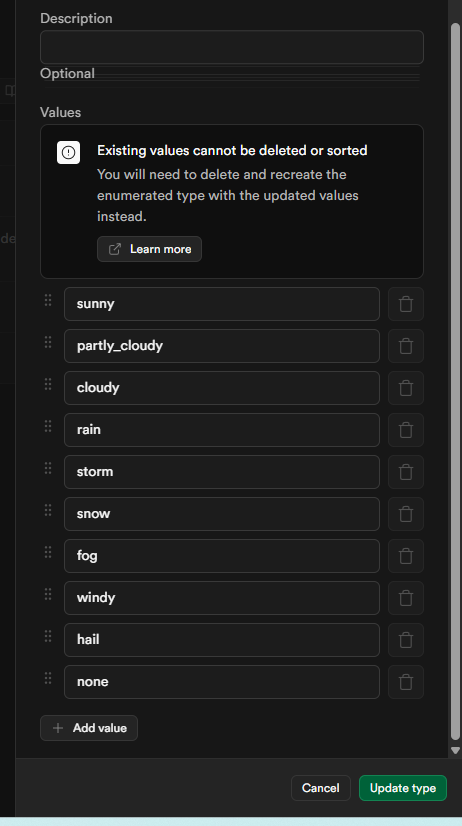 Description
Optional
Values
Existing values cannot be deleted or sorted
You will need to delete and recreate the
enumerated type with the updated values
instead.
Learn more
de
sunny
partly_cloudy
cloudy
rain
storm
snow
fog
windy
hail
none
Add value
Cancel
Update type